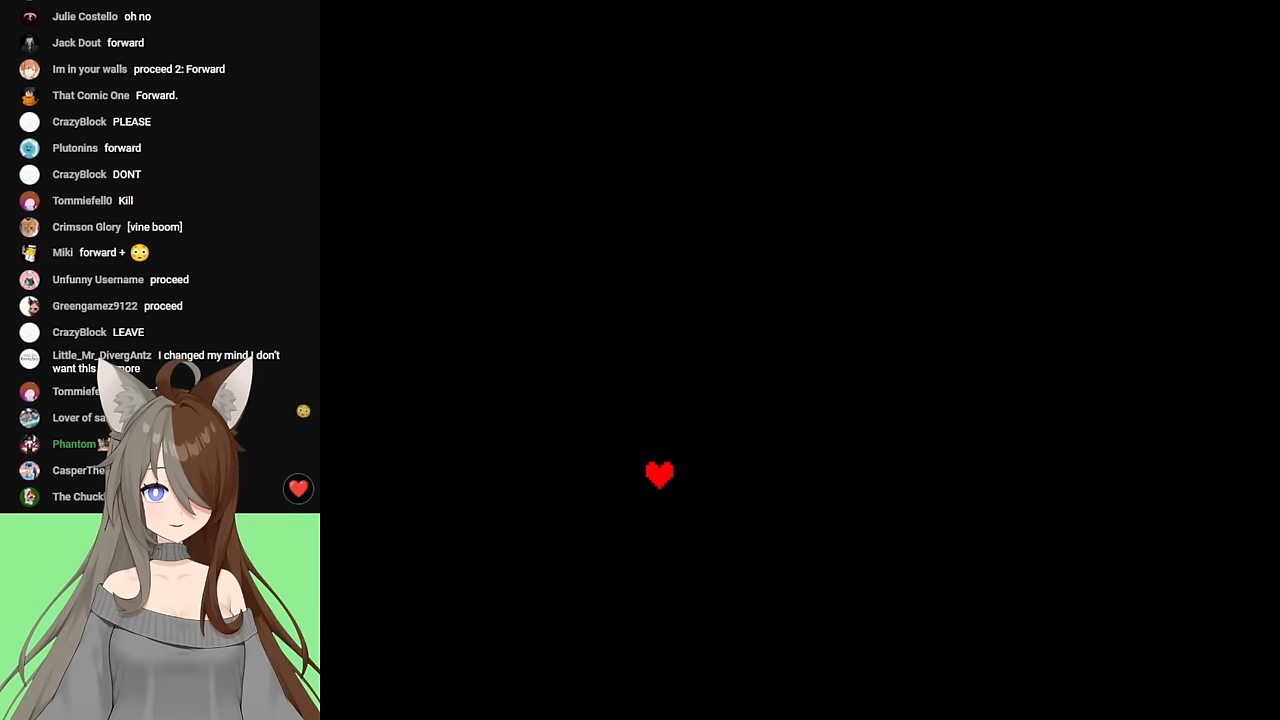 Julie Costello oh no
Jack Dout forward
Im in your walls proceed 2: Forward
That Comic One Forward.
CrazyBlock PLEASE
Plutonins forward
CrazyBlock DONT
Tommiefell0 Kill
Crimson Glory [vine boom]
Miki forward +
Unfunny Username proceed
Greengamez9122 proceed
CrazyBlock LEAVE
Little_Mr_DivergAntz I changed my mind I don't
want this
Lover of
Phantom
The